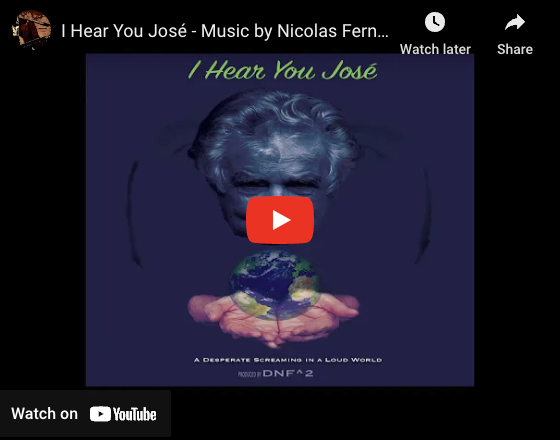 I Hear You José - Music by Nicolas Fern...
Watch later
Share
I Hear You José
A Desperate Screaming in a Loud World
PRODUCED BY DNF^2
Watch on YouTube